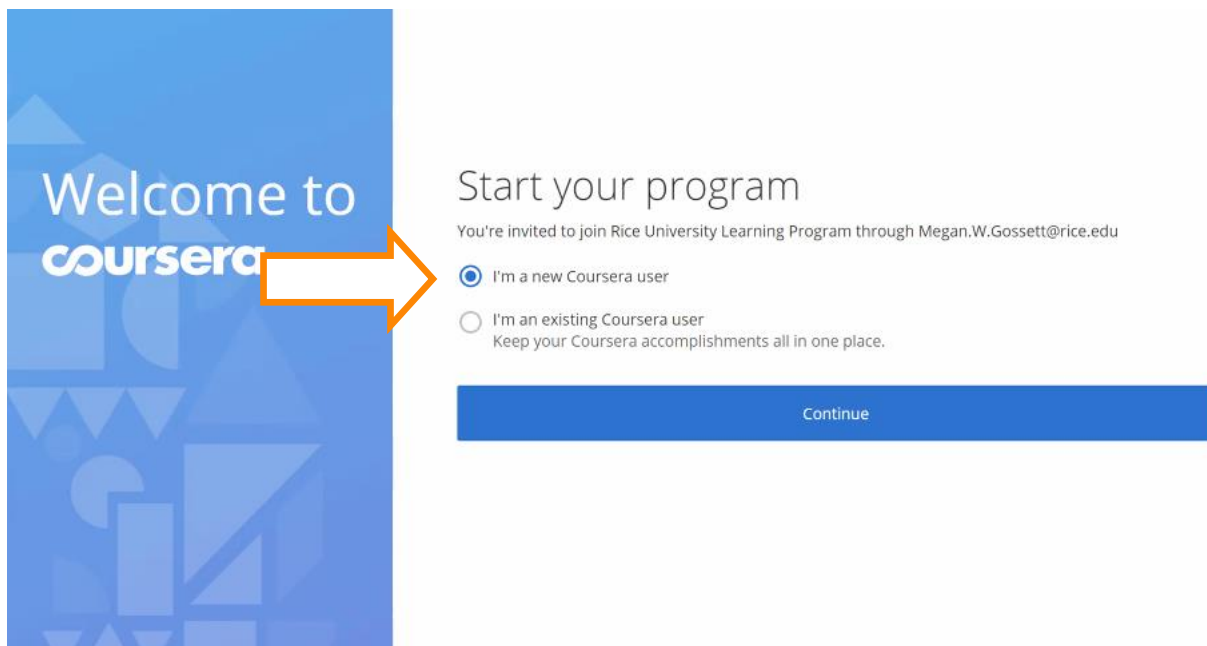 Welcome to
coursera
Start your program
You're invited to join Rice University Learning Program through Megan.W.Gossett@rice.edu
I'm a new Coursera user
I'm an existing Coursera user
Keep your Coursera accomplishments all in one place.
Continue